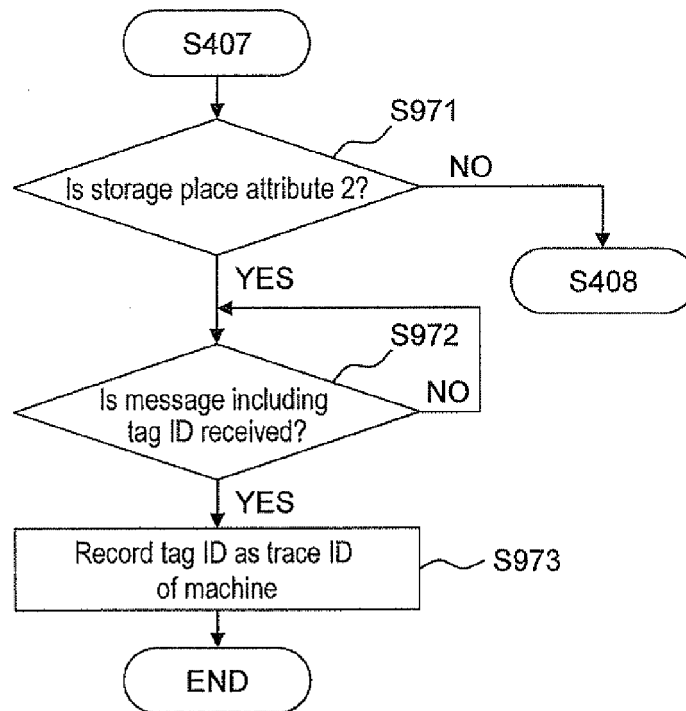 S407
S971
Is storage place attribute 2?
NO
S408
YES
S972
Is message including
tag ID received?
NO
YES
Record tag ID as trace ID
of machine
S973
END